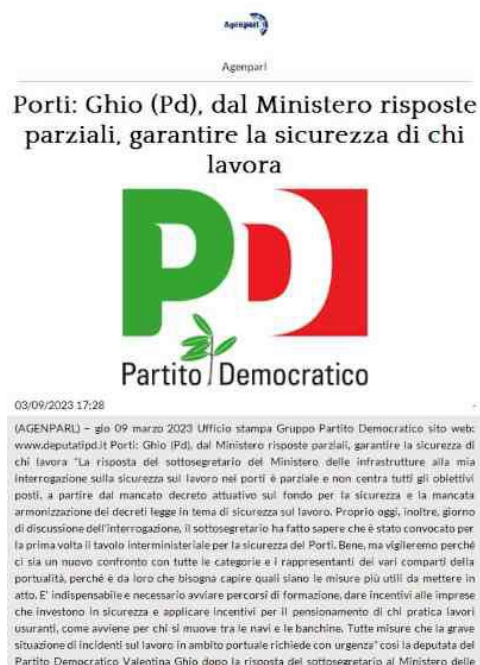 Agenparl
Agenparl
Porti: Ghio (Pd), dal Ministero risposte
parziali, garantire la sicurezza di chi
lavora
PD
Partito Democratico
03/09/2023 17:28
(AGENPARL) – gio 09 marzo 2023 Ufficio stampa Gruppo Partito Democratico sito web:
www.deputatipd.it Porti: Ghio (Pd), dal Ministero risposte parziali, garantire la sicurezza di
chi lavora "La risposta del sottosegretario del Ministero delle infrastrutture alla mia
interrogazione sulla sicurezza sul lavoro nei porti è parziale e non centra tutti gli obiettivi
posti, a partire dal mancato decreto attuativo sul fondo per la sicurezza e la mancata
armonizzazione dei decreti legge in tema di sicurezza sul lavoro. Proprio oggi, inoltre, giorno
di discussione dell'interrogazione, il sottosegretario ha fatto sapere che è stato convocato per
la prima volta il tavolo interministeriale per la sicurezza dei Porti. Bene, ma vigileremo perché
ci sia un nuovo confronto con tutte le categorie e i rappresentanti dei vari comparti della
portualità, perché è da loro che bisogna capire quali siano le misure più utili da mettere in
atto. E' indispensabile e necessario avviare percorsi di formazione, dare incentivi alle imprese
che investono in sicurezza e applicare incentivi per il pensionamento di chi pratica lavori
usuranti, come avviene per chi si muove tra le navi e le banchine. Tutte misure che la grave
situazione di incidenti sul lavoro in ambito portuale richiede con urgenza" così la deputata del
Partito Democratico Valentina Ghio dopo la risposta del sottosegretario al Ministero delle